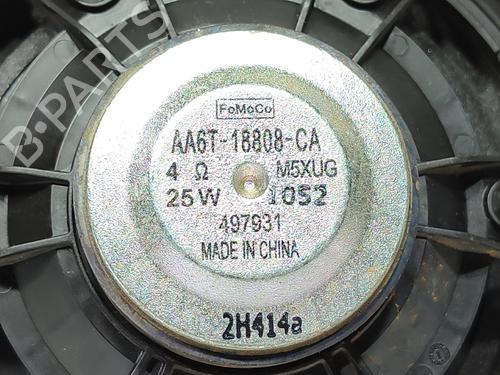 FoMoCo
AA6T-18808-CA
4 Ω M5XUG
25W 1052
497931
MADE IN CHINA
2H414a
B-PARTS